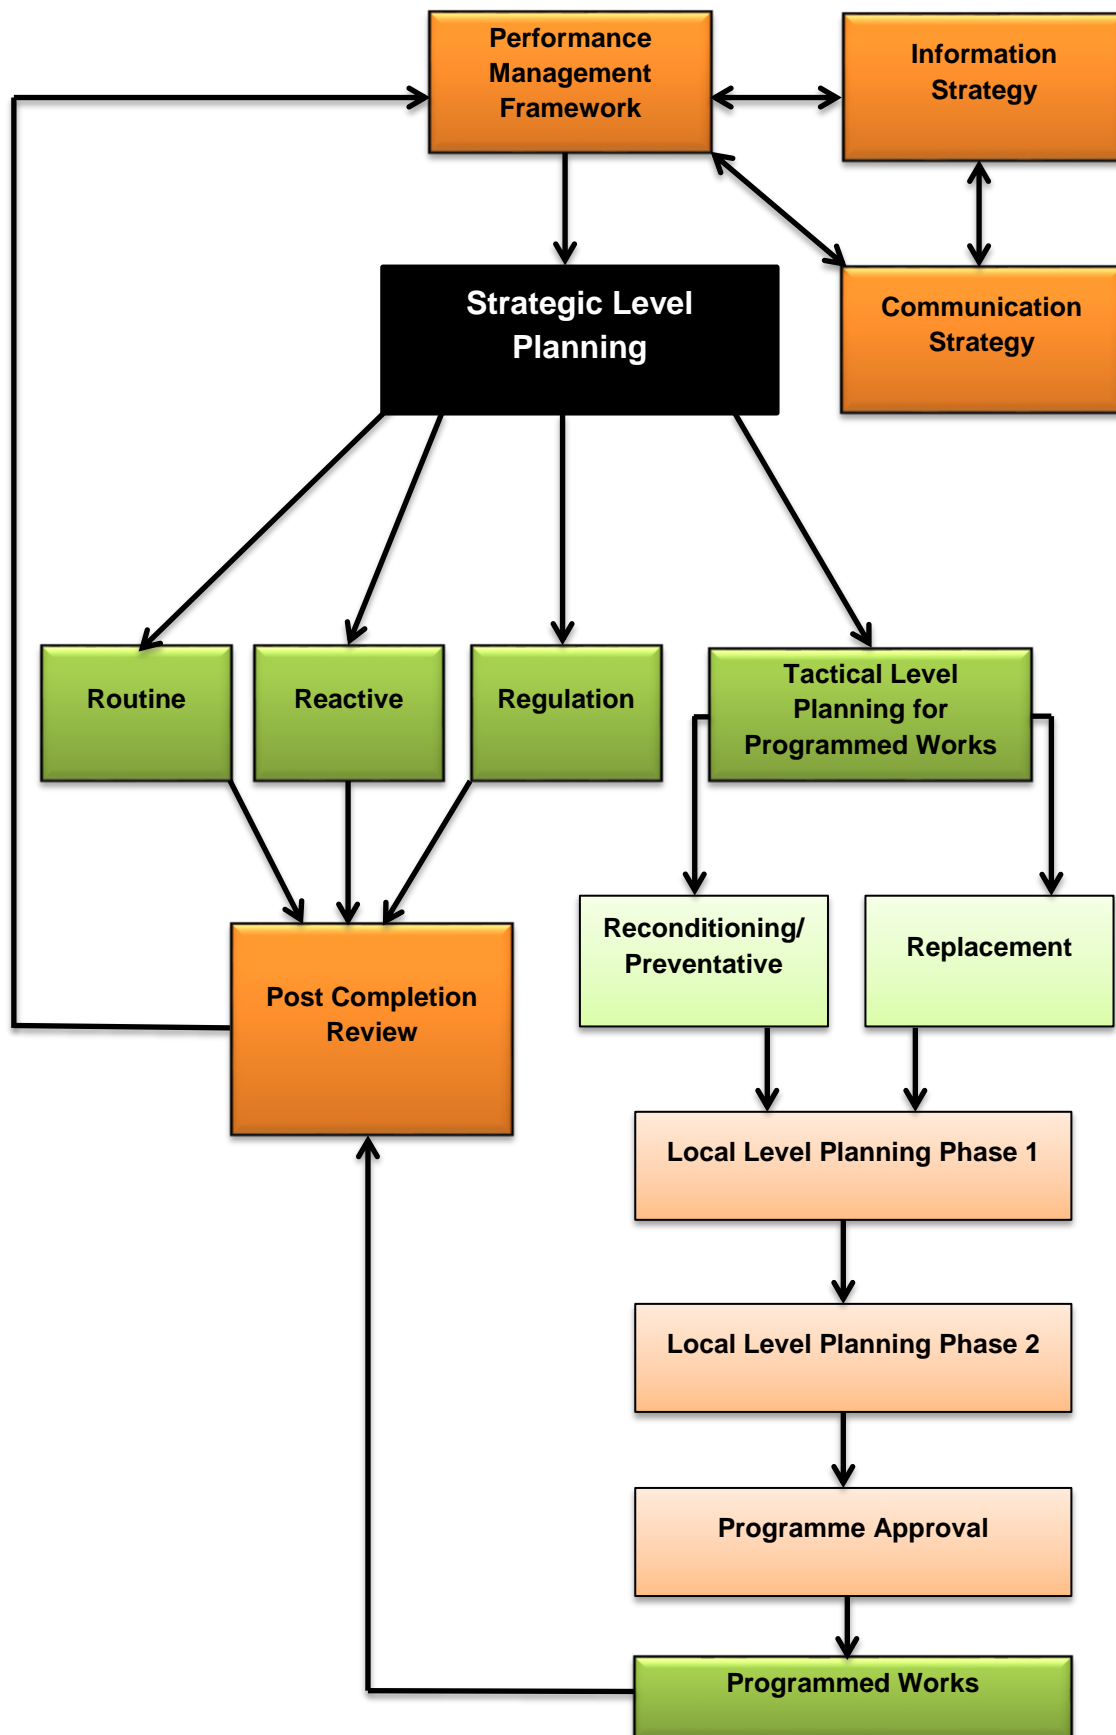 Performance
Management
Framework
Information
Strategy
Communication
Strategy
Strategic Level
Planning
Routine
Reactive
Regulation
Tactical Level
Planning for
Programmed Works
Reconditioning/
Preventative
Replacement
Post Completion
Review
Local Level Planning Phase 1
Local Level Planning Phase 2
Programme Approval
Programmed Works